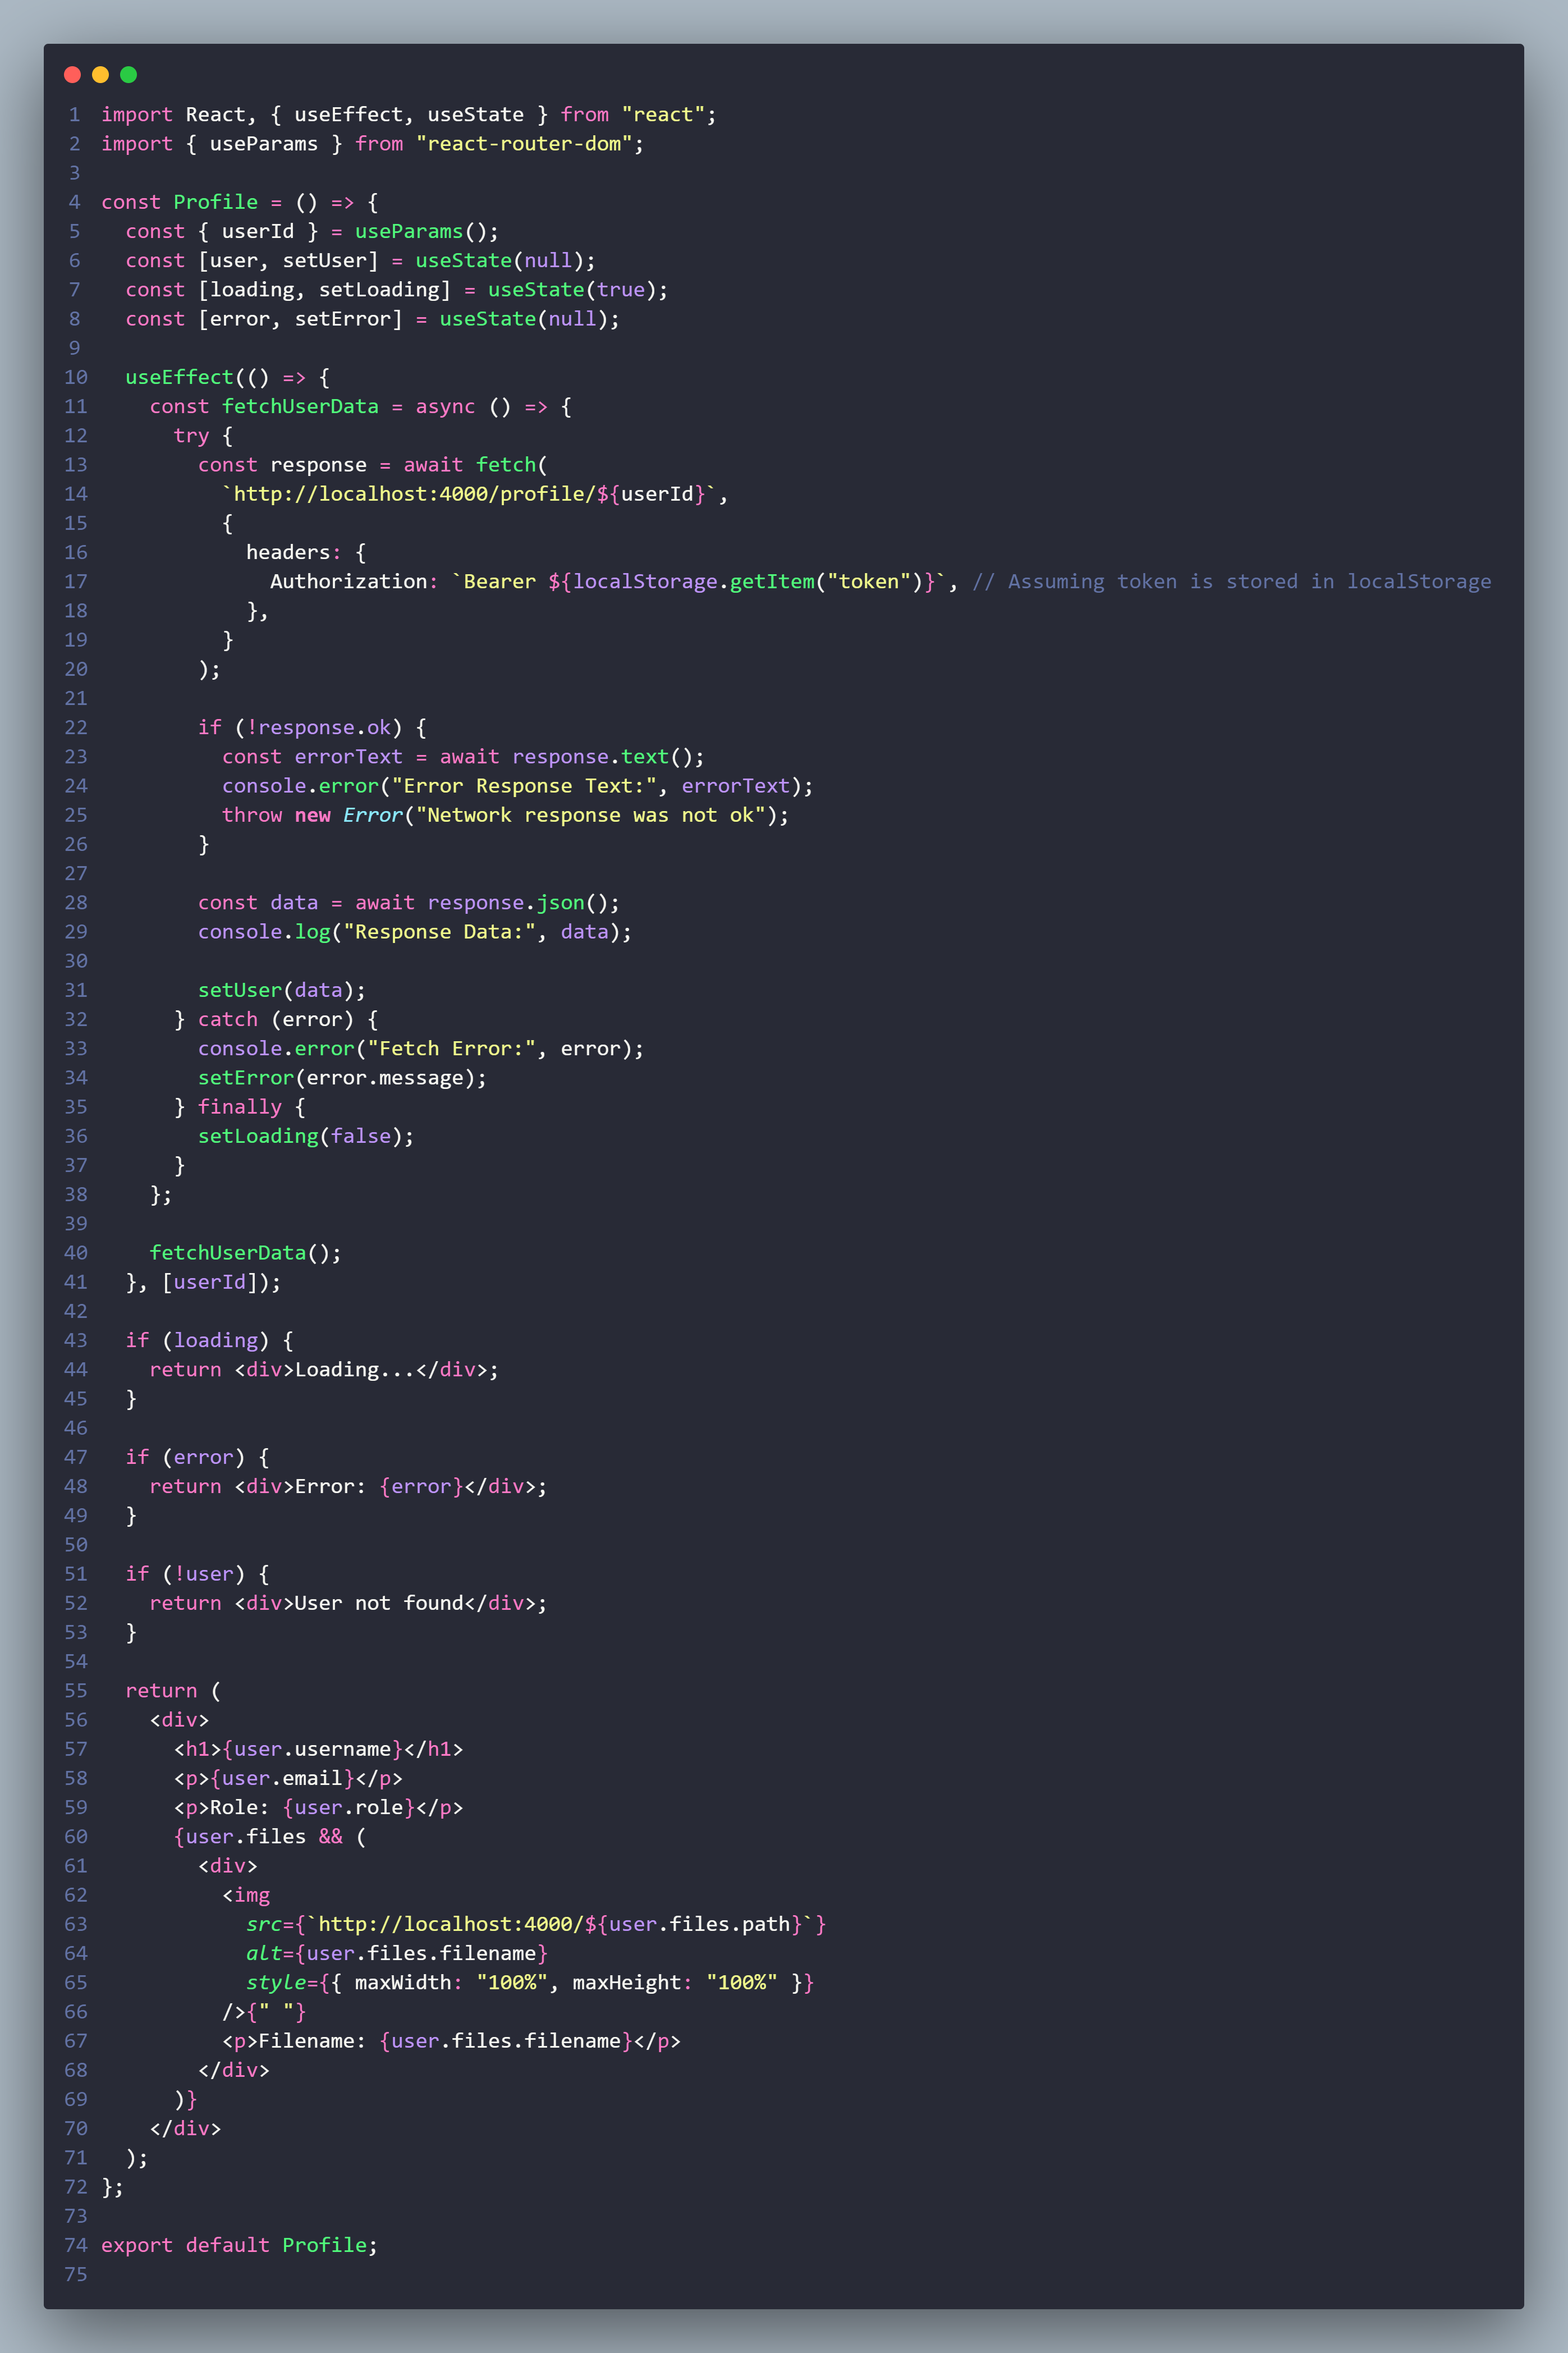 1 import React, { useEffect, useState } from "react";
2 import { useParams } from "react-router-dom";
3
4 const Profile = () => {
5   const { userId } = useParams();
6   const [user, setUser] = useState(null);
7   const [loading, setLoading] = useState(true);
8   const [error, setError] = useState(null);
9
10   useEffect(() => {
11     const fetchUserData = async () => {
12       try {
13         const response = await fetch(
14           `http://localhost:4000/profile/${userId}`,
15           {
16             headers: {
17               Authorization: `Bearer ${localStorage.getItem("token")}`, // Assuming token is stored in localStorage
18             },
19           }
20         );
21
22         if (!response.ok) {
23           const errorText = await response.text();
24           console.error("Error Response Text:", errorText);
25           throw new Error("Network response was not ok");
26         }
27
28         const data = await response.json();
29         console.log("Response Data:", data);
30
31         setUser(data);
32       } catch (error) {
33         console.error("Fetch Error:", error);
34         setError(error.message);
35       } finally {
36         setLoading(false);
37       }
38     };
39
40     fetchUserData();
41   }, [userId]);
42
43   if (loading) {
44     return <div>Loading...</div>;
45   }
46
47   if (error) {
48     return <div>Error: {error}</div>;
49   }
50
51   if (!user) {
52     return <div>User not found</div>;
53   }
54
55   return (
56     <div>
57       <h1>{user.username}</h1>
58       <p>{user.email}</p>
59       <p>Role: {user.role}</p>
60       {user.files && (
61         <div>
62           <img
63             src={`http://localhost:4000/${user.files.path}`}
64             alt={user.files.filename}
65             style={{ maxWidth: "100%", maxHeight: "100%" }}
66           />{" "}
67           <p>Filename: {user.files.filename}</p>
68         </div>
69       )}
70     </div>
71   );
72 };
73
74 export default Profile;
75